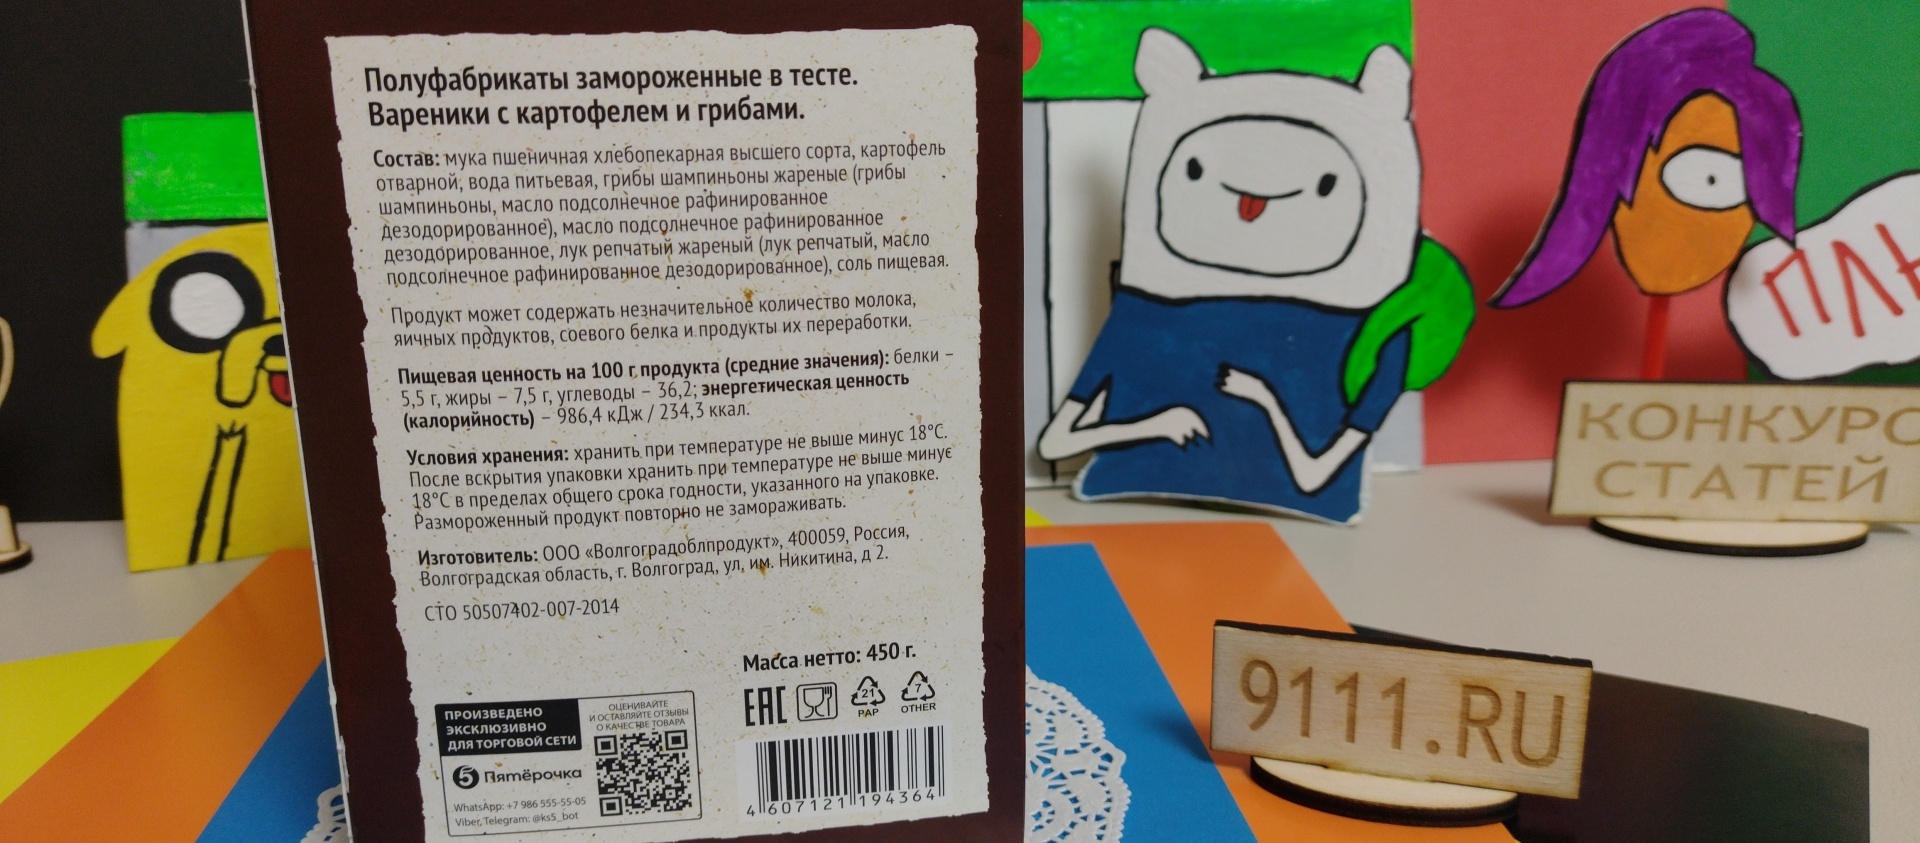 Полуфабрикаты замороженные в тесте.
Вареники с картофелем и грибами.
Состав: мука пшеничная хлебопекарная высшего сорта, картофель
отварной, вода питьевая, грибы шампиньоны жареные (грибы
шампиньоны, масло подсолнечное рафинированное
дезодорированное), масло подсолнечное рафинированное
дезодорированное, лук репчатый жареный (лук репчатый, масло
подсолнечное рафинированное дезодорированное), соль пищевая.
Продукт может содержать незначительное количество молока,
яичных продуктов, соевого белка и продукты их переработки.
Пищевая ценность на 100 г продукта (средние значения): белки –
5,5 г, жиры – 7,5 г, углеводы – 36,2; энергетическая ценность
(калорийность) – 986,4 кДж / 234,3 ккал.
Условия хранения: хранить при температуре не выше минус 18°С.
После вскрытия упаковки хранить при температуре не выше минус
18°С в пределах общего срока годности, указанного на упаковке.
Размороженный продукт повторно не замораживать.
Изготовитель: ООО «Волгоградоблпродукт», 400059, Россия,
Волгоградская область, г. Волгоград, ул. им. Никитина, д 2.
СТО 50507402-007-2014
Масса нетто: 450 г.
EAC
21
PAP
7
OTHER
ПРОИЗВЕДЕНО
ЭКСКЛЮЗИВНО
ДЛЯ ТОРГОВОЙ СЕТИ
5 Пятёрочка
WhatsApp: +7 986 555-55-05
Viber, Telegram: @ks5_bot
ОЦЕНИВАЙТЕ
И ОСТАВЛЯЙТЕ ОТЗЫВЫ
О КАЧЕСТВЕ ТОВАРА
4 607121 194364
КОНКУРС
СТАТЕЙ
9111.RU